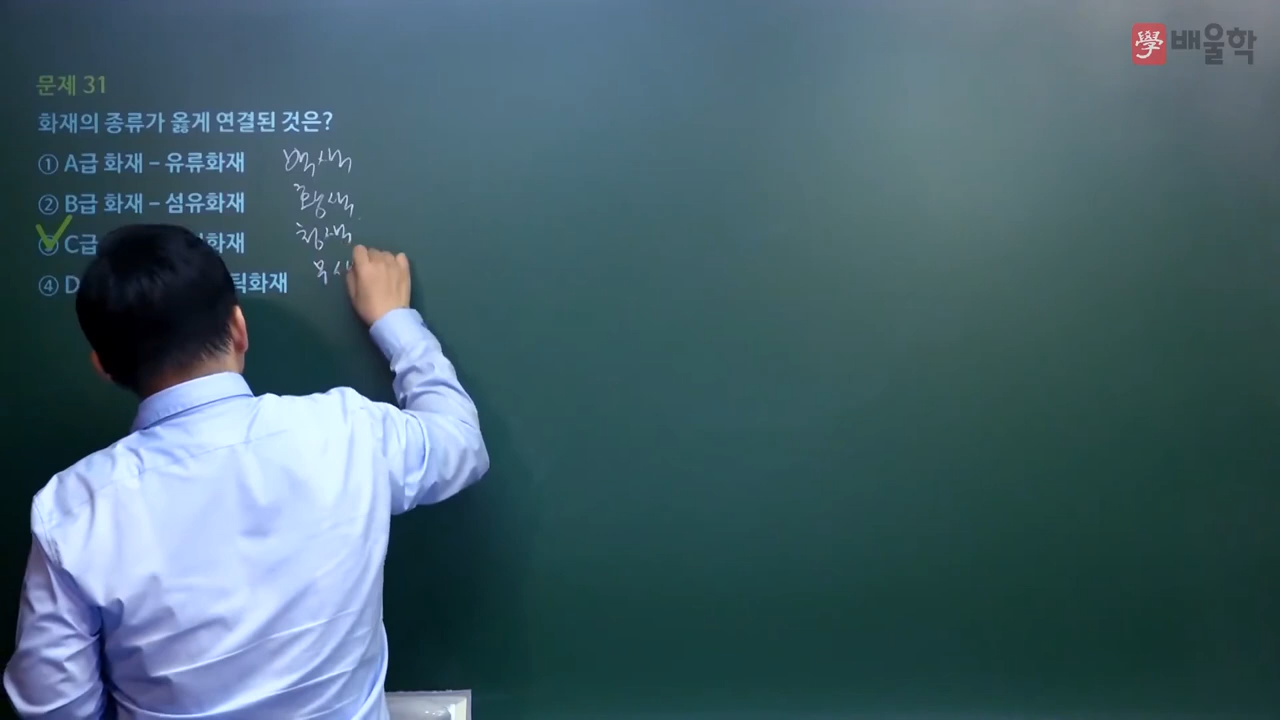 學 배울학
문제 31
화재의 종류가 옳게 연결된 것은?
① A급 화재 – 유류화재 백색
② B급 화재 – 섬유화재 황색
C급 화재 청색
④ D 틱화재 무